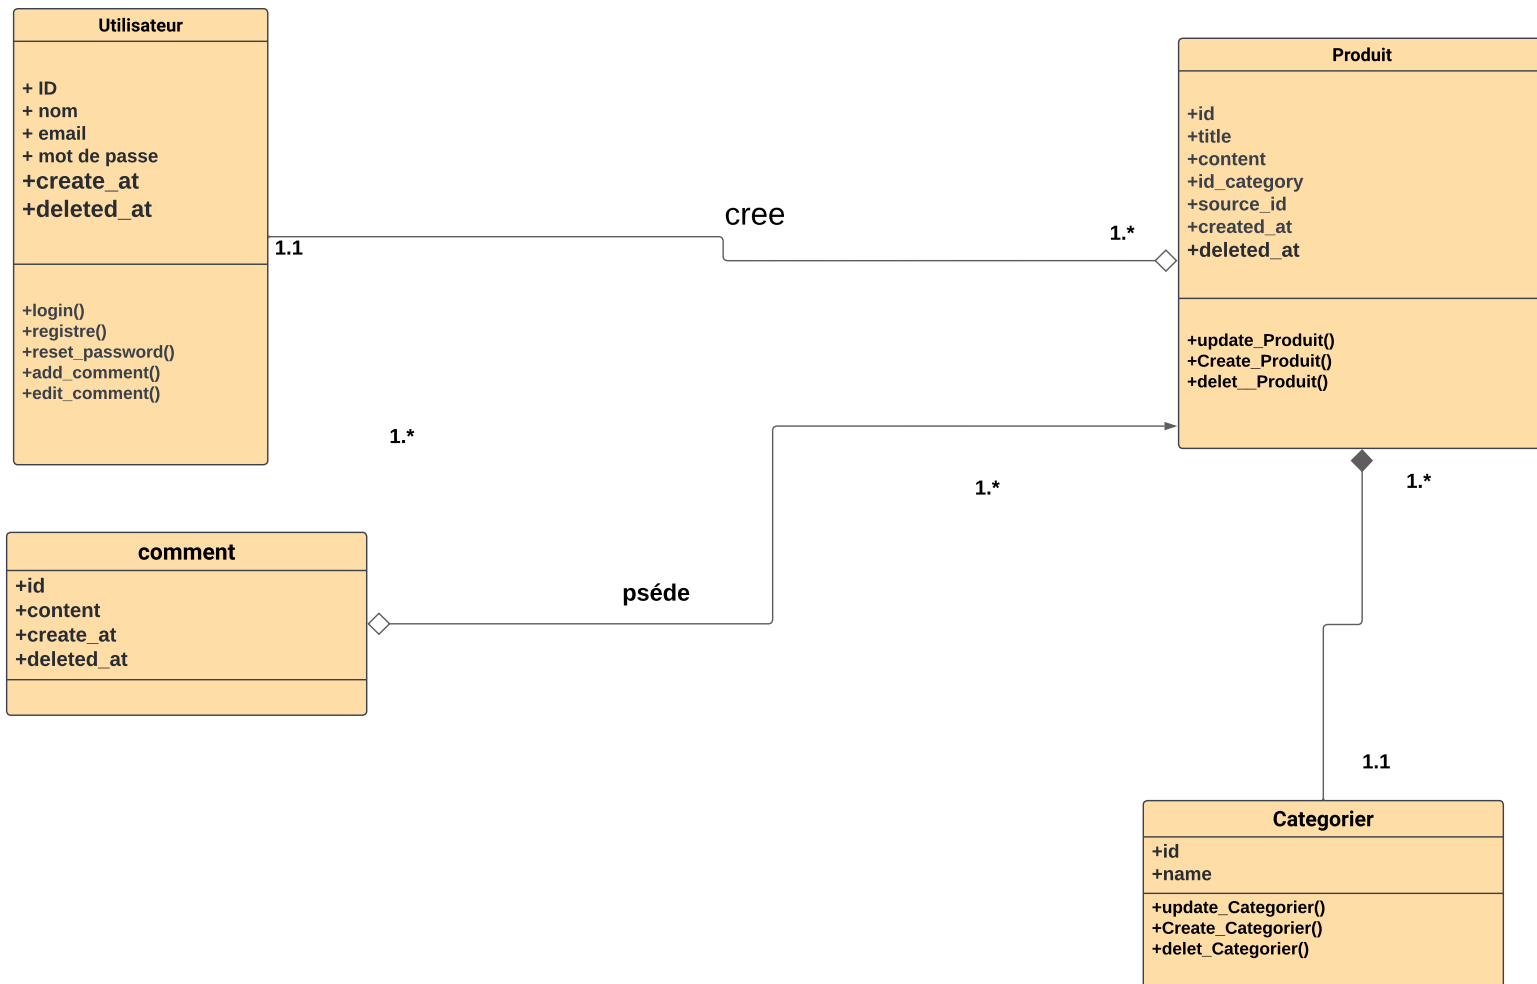 Utilisateur
+ ID
+ nom
+ email
+ mot de passe
+create_at
+deleted_at
+login()
+registre()
+reset_password()
+add_comment()
+edit_comment()
1.1
cree
1.*
Produit
+id
+title
+content
+id_category
+source_id
+created_at
+deleted_at
+update_Produit()
+Create_Produit()
+delet__Produit()
1.*
1.*
1.*
comment
+id
+content
+create_at
+deleted_at
pséde
1.1
Categorier
+id
+name
+update_Categorier()
+Create_Categorier()
+delet_Categorier()